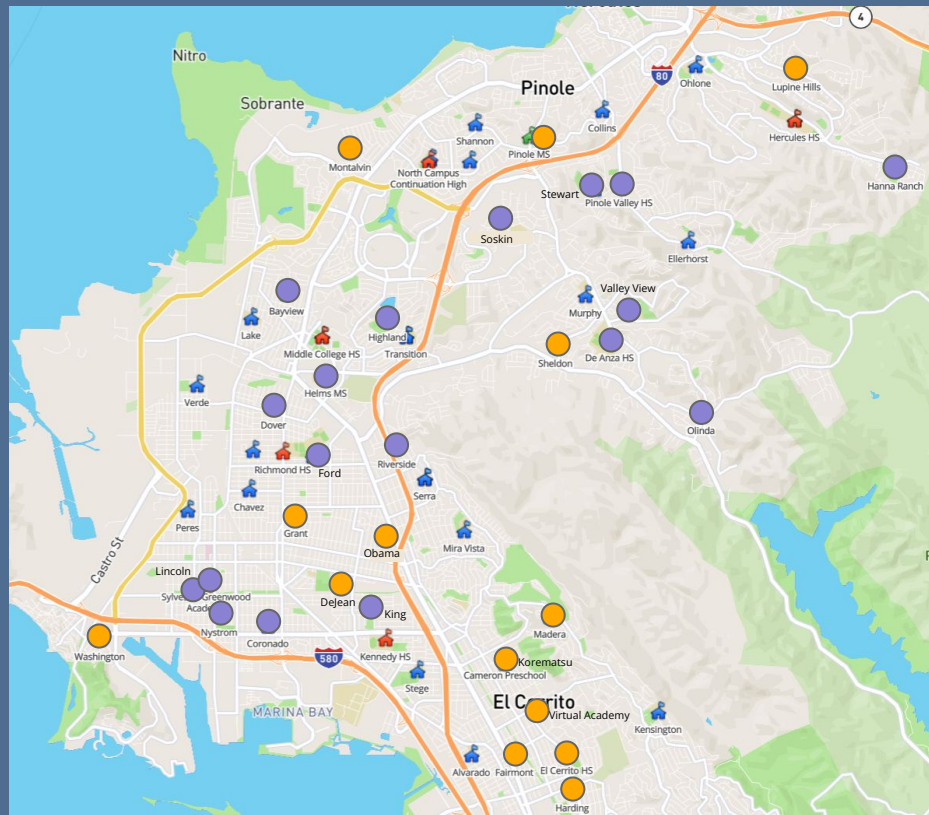 Nitro
Sobrante
Pinole
4
80
Ohlone
Lupine Hills
Collins
Hercules HS
Shannon
Pinole MS
Montalvin
North Campus
Continuation High
Hanna Ranch
Stewart
Pinole Valley HS
Soskin
Ellerhorst
Valley View
Bayview
Murphy
Lake
Highland
Middle College HS
Transition
Sheldon
De Anza HS
Helms MS
Verde
Dover
Olinda
Riverside
Richmond HS
Ford
Serra
Chavez
Peres
Grant
Mira Vista
Obama
Castro St
Lincoln
Greenwood
DeJean
King
Nystrom
Coronado
Madera
Washington
Kennedy HS
580
Korematsu
Cameron Preschool
Stege
El Cerrito
Virtual Academy
MARINA BAY
Kensington
Alvarado
Fairmont
El Cerrito HS
Harding